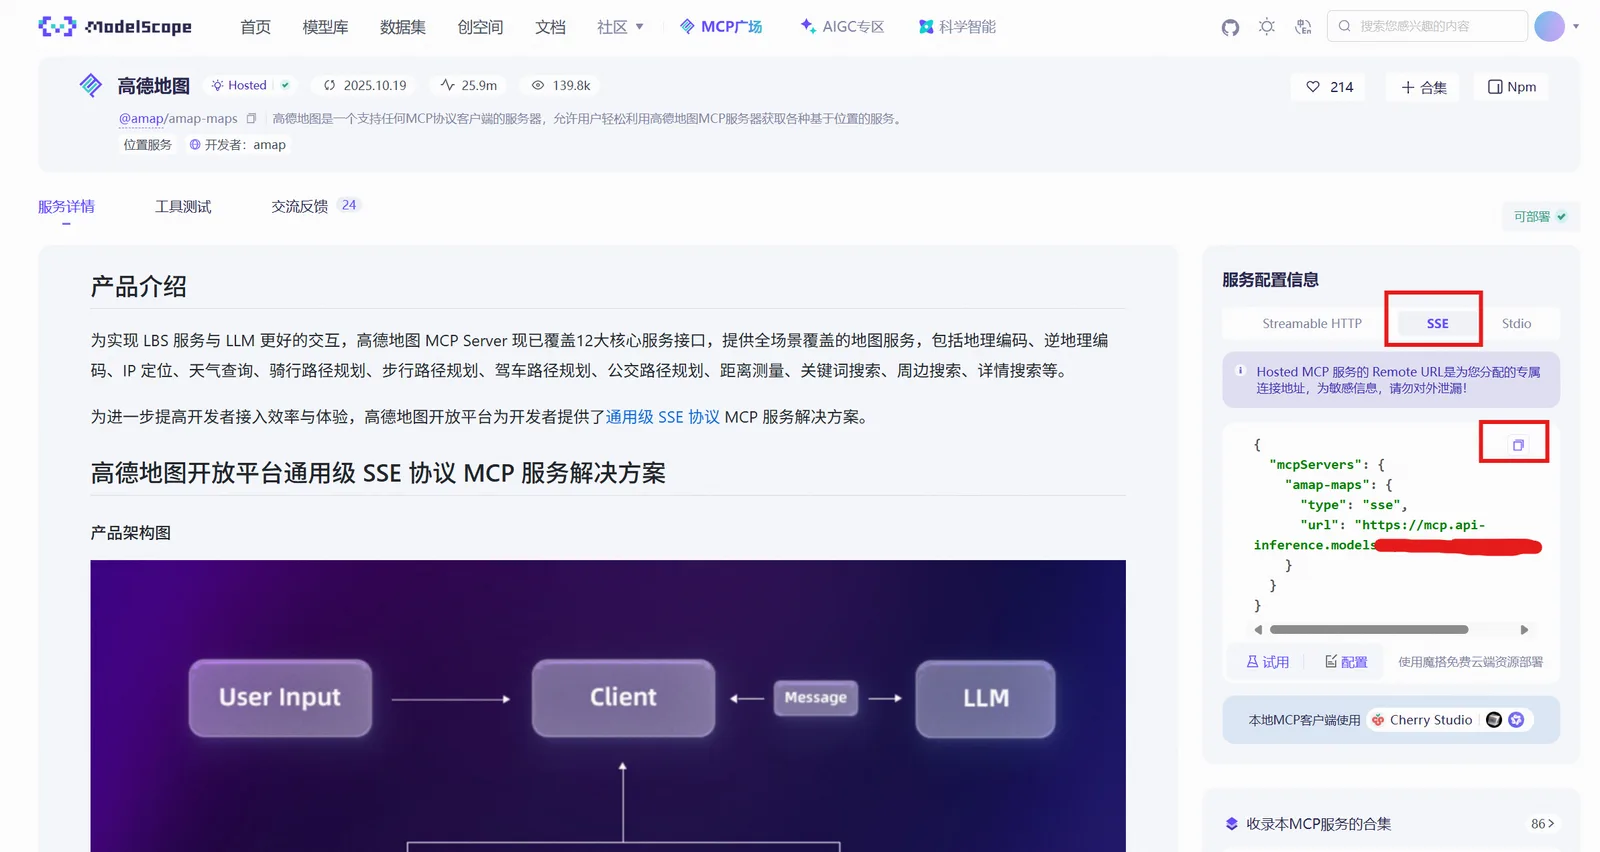 ModelScope
首页
模型库
数据集
创空间
文档
社区
MCP广场
AIGC专区
科学智能
搜索您感兴趣的内容
高德地图
Hosted
2025.10.19
25.9m
139.8k
214
合集
Npm
@amap/amap-maps
高德地图是一个支持任何MCP协议客户端的服务器，允许用户轻松利用高德地图MCP服务器获取各种基于位置的服务。
位置服务
开发者：amap
服务详情
工具测试
交流反馈 24
可部署
产品介绍
为实现 LBS 服务与 LLM 更好的交互，高德地图 MCP Server 现已覆盖12大核心服务接口，提供全场景覆盖的地图服务，包括地理编码、逆地理编
码、IP 定位、天气查询、骑行路径规划、步行路径规划、驾车路径规划、公交路径规划、距离测量、关键词搜索、周边搜索、详情搜索等。
为进一步提高开发者接入效率与体验，高德地图开放平台为开发者提供了通用级 SSE 协议 MCP 服务解决方案。
高德地图开放平台通用级 SSE 协议 MCP 服务解决方案
产品架构图
User Input
Client
Message
LLM
服务配置信息
Streamable HTTP
SSE
Stdio
Hosted MCP 服务的 Remote URL是为您分配的专属
连接地址，为敏感信息，请勿对外泄漏！
{
"mcpServers": {
"amap-maps": {
"type": "sse",
"url": "https://mcp.api-
inference.models
}
}
}
试用
配置
使用魔搭免费云端资源部署
本地MCP客户端使用
Cherry Studio
收录本MCP服务的合集
86 >